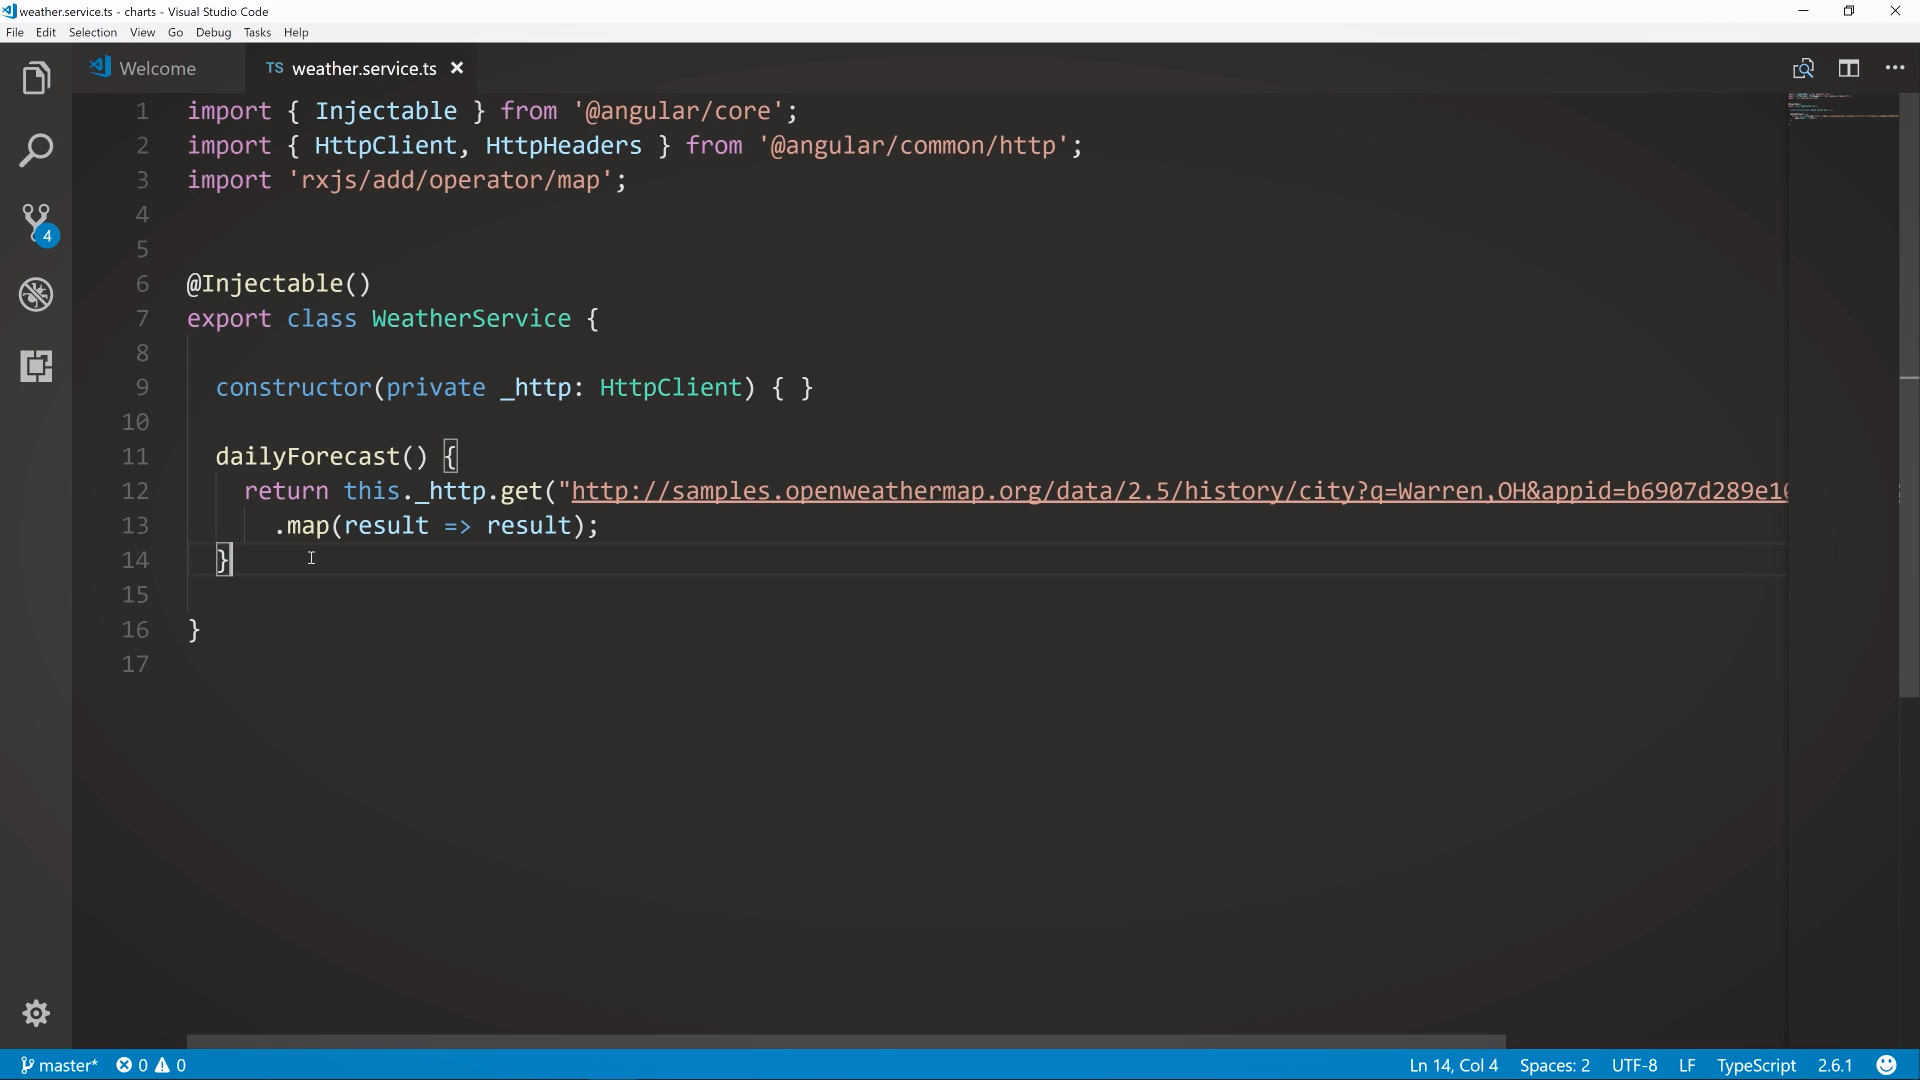 weather.service.ts - charts - Visual Studio Code
File Edit Selection View Go Debug Tasks Help
Welcome TS weather.service.ts
1 import { Injectable } from '@angular/core';
2 import { HttpClient, HttpHeaders } from '@angular/common/http';
3 import 'rxjs/add/operator/map';
4
5
6 @Injectable()
7 export class WeatherService {
8
9 constructor(private _http: HttpClient) { }
10
11 dailyForecast() {
12 return this._http.get("http://samples.openweathermap.org/data/2.5/history/city?q=Warren,OH&appid=b6907d289e1
13 .map(result => result);
14 }
15
16 }
17
4
master* 0 0 Ln 14, Col 4 Spaces: 2 UTF-8 LF TypeScript 2.6.1